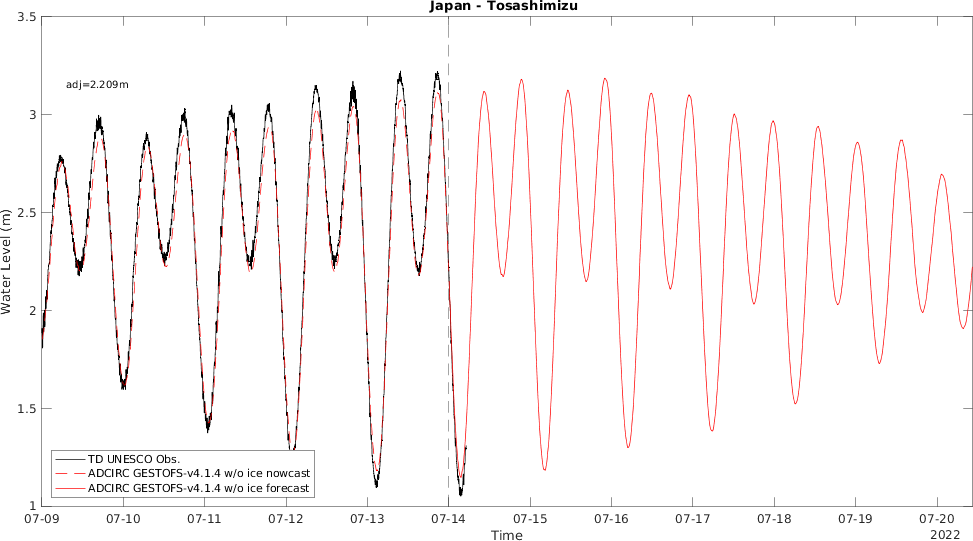 Japan - Tosashimizu
3.5
adj=2.209m
3
2.5
Water Level (m)
2
1.5
TD UNESCO Obs.
ADCIRC GESTOFS-v4.1.4 w/o ice nowcast
ADCIRC GESTOFS-v4.1.4 w/o ice forecast
1
07-09 07-10 07-11 07-12 07-13 07-14 07-15 07-16 07-17 07-18 07-19 07-20
Time 2022